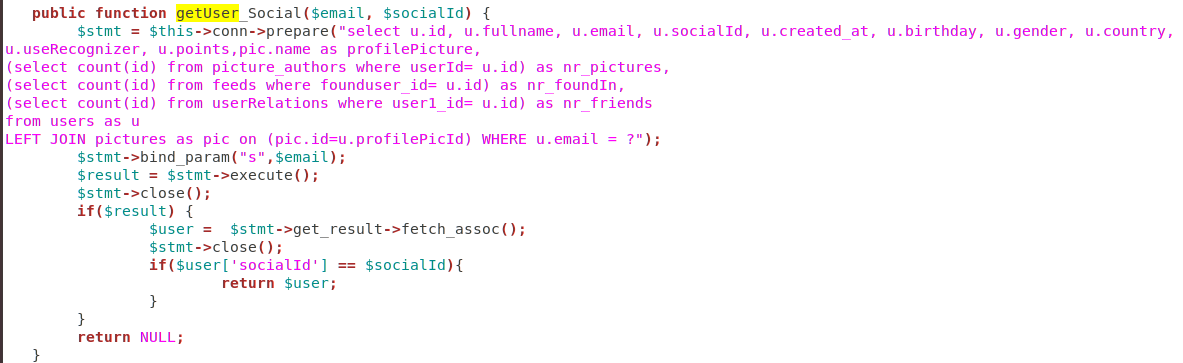 public function getUser_Social($email, $socialId) {
$stmt = $this->conn->prepare("select u.id, u.fullname, u.email, u.socialId, u.created_at, u.birthday, u.gender, u.country,
u.useRecognizer, u.points,pic.name as profilePicture,
(select count(id) from picture_authors where userId= u.id) as nr_pictures,
(select count(id) from feeds where founduser_id= u.id) as nr_foundIn,
(select count(id) from userRelations where user1_id= u.id) as nr_friends
from users as u
LEFT JOIN pictures as pic on (pic.id=u.profilePicId) WHERE u.email = ?");
$stmt->bind_param("s",$email);
$result = $stmt->execute();
$stmt->close();
if($result) {
$user =  $stmt->get_result->fetch_assoc();
$stmt->close();
if($user['socialId'] == $socialId){
return $user;
}
}
return NULL;
}